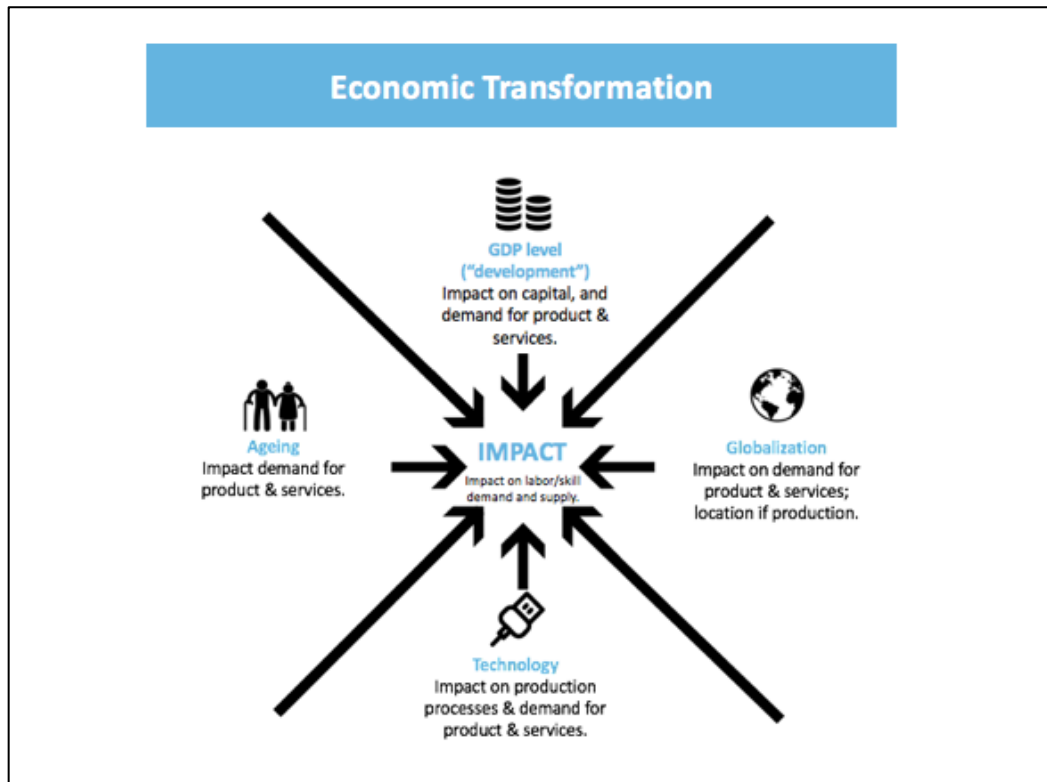 Economic Transformation
GDP level
("development")
Impact on capital, and
demand for product &
services.
Ageing
Impact demand for
product & services.
IMPACT
Impact on labor/skill
demand and supply.
Globalization
Impact on demand for
product & services;
location if production.
Technology
Impact on production
processes & demand for
product & services.